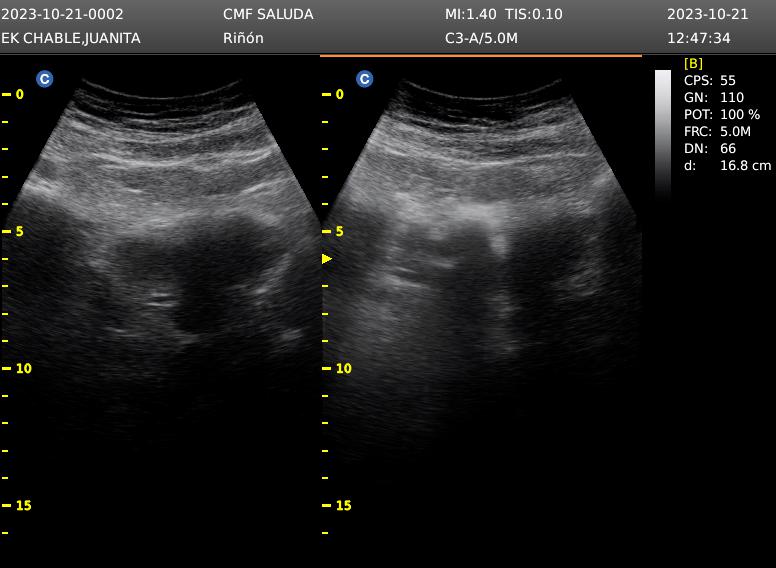 2023-10-21-0002 CMF SALUDA MI:1.40 TIS:0.10 2023-10-21
EK CHABLE,JUANITA Riñón C3-A/5.0M 12:47:34
[B]
CPS: 55
GN: 110
POT: 100 %
FRC: 5.0M
DN: 66
d: 16.8 cm
C C
0 0
5 5
10 10
15 15